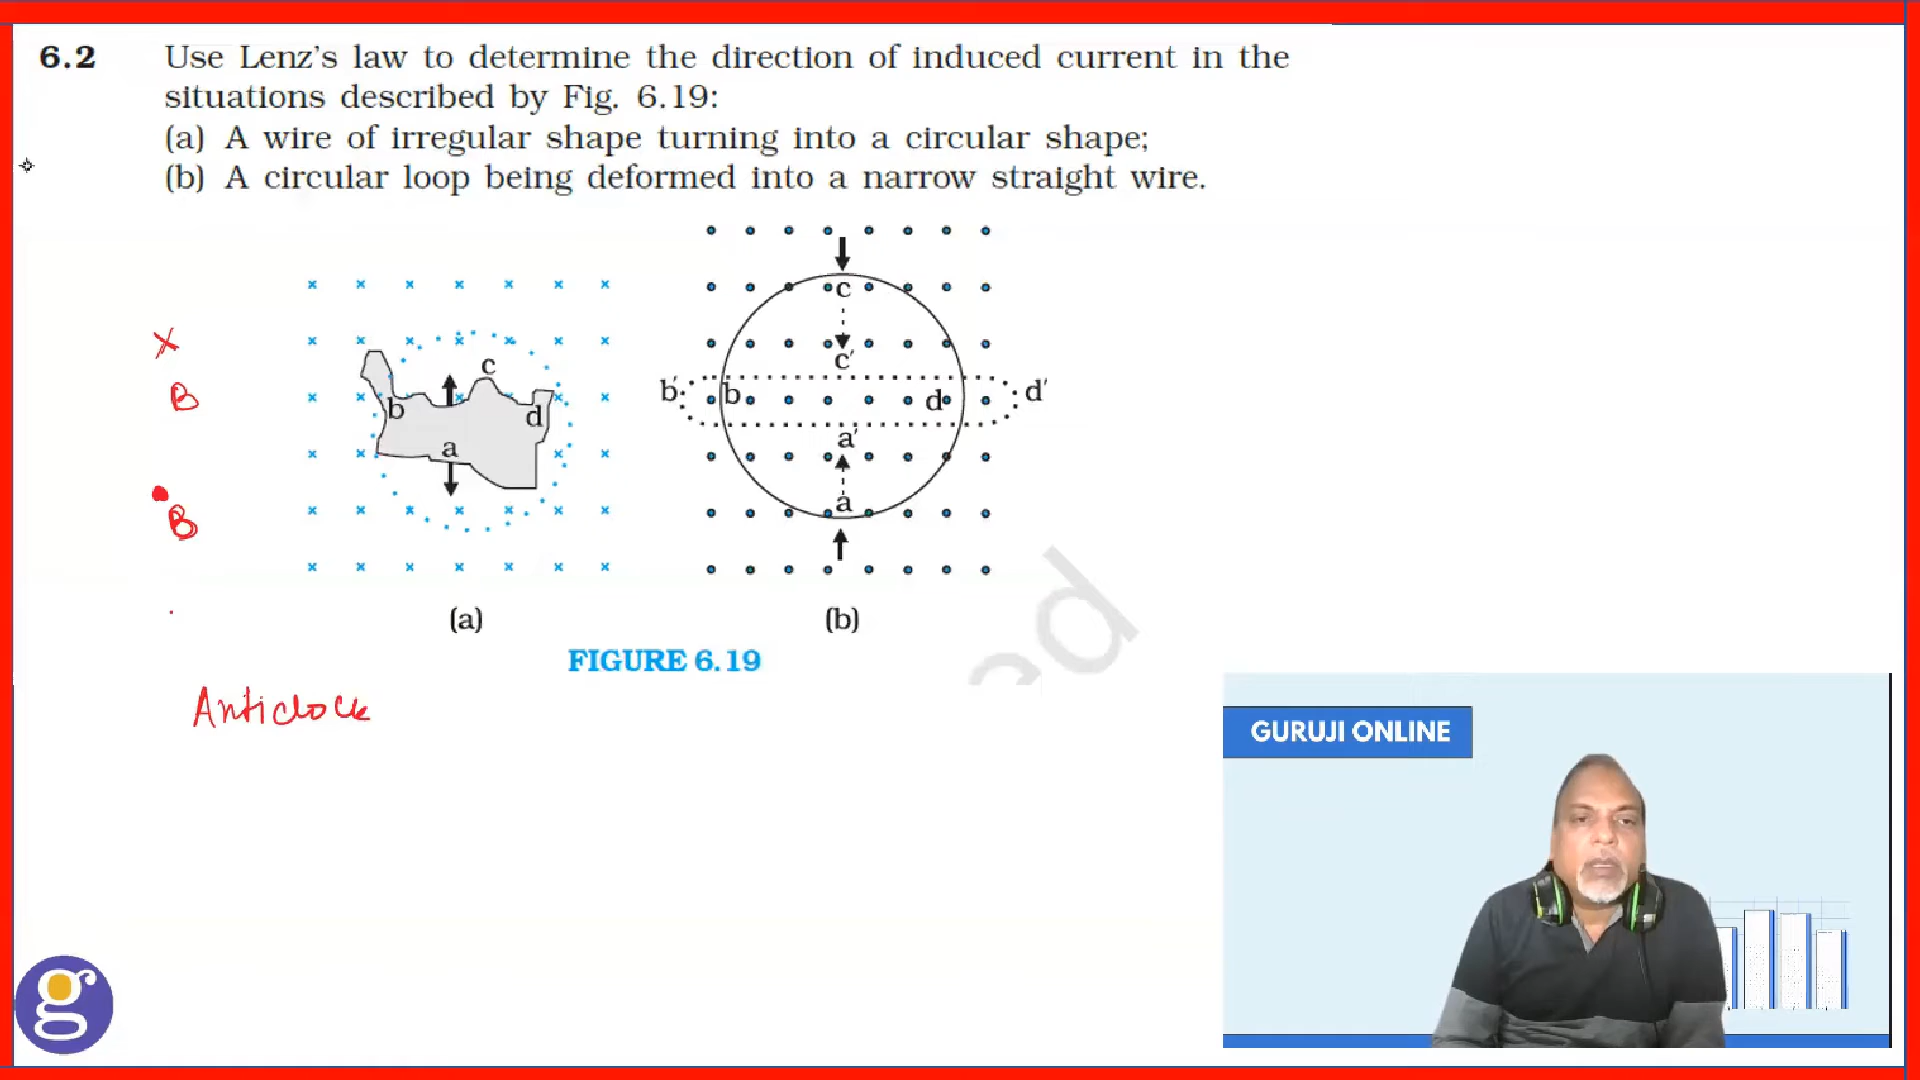 6.2 Use Lenz's law to determine the direction of induced current in the
situations described by Fig. 6.19:
(a) A wire of irregular shape turning into a circular shape;
(b) A circular loop being deformed into a narrow straight wire.
c
c
x
c′
B
b
d
b′
b
d
d′
a
a′
a
B
(a)
(b)
ed
FIGURE 6.19
Anticlock
GURUJI ONLINE
g